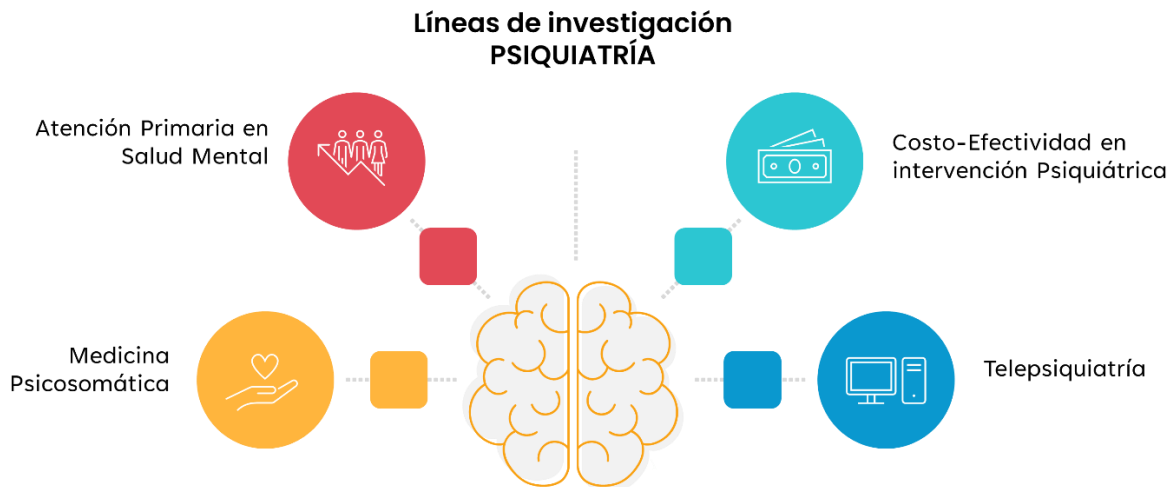 Líneas de investigación
PSIQUIATRÍA
Atención Primaria en
Salud Mental
Costo-Efectividad en
intervención Psiquiátrica
Medicina
Psicosomática
Telepsiquiatría